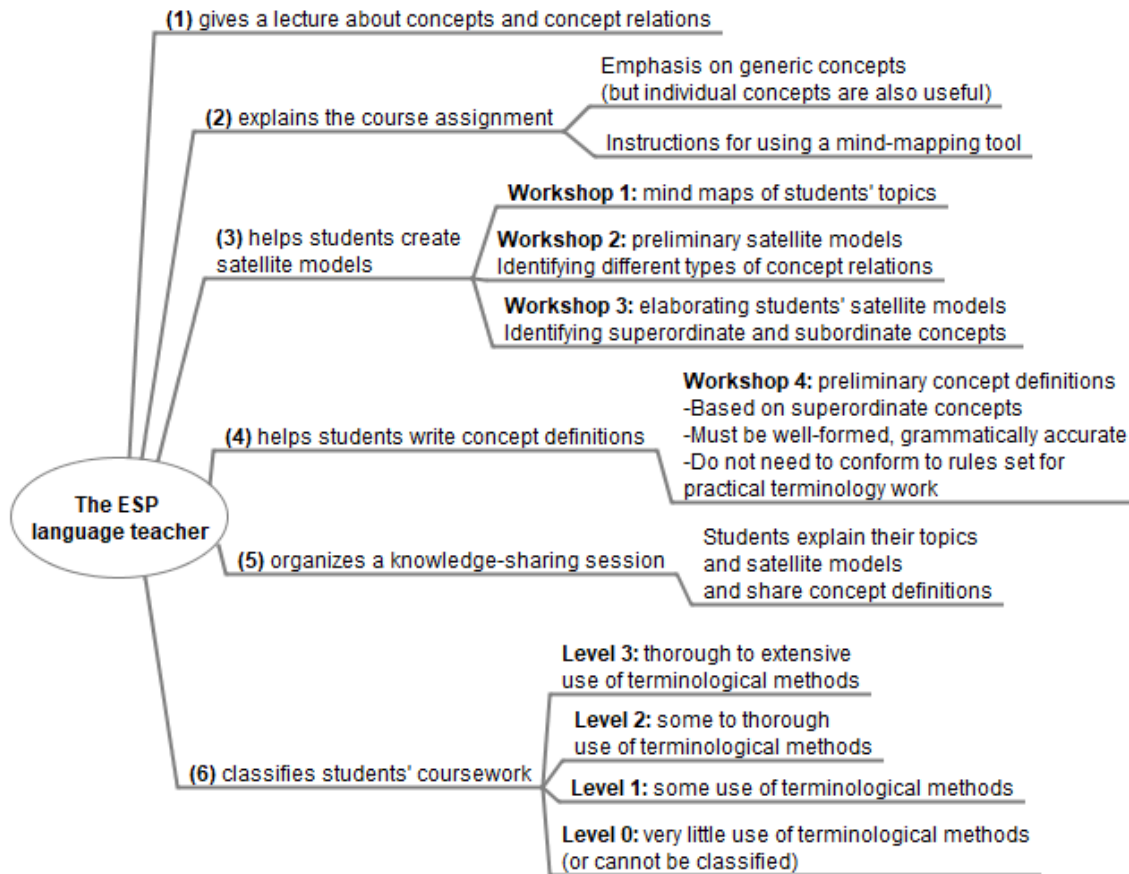 (1) gives a lecture about concepts and concept relations
Emphasis on generic concepts
(but individual concepts are also useful)
(2) explains the course assignment
Instructions for using a mind-mapping tool
Workshop 1: mind maps of students' topics
(3) helps students create
satellite models
Workshop 2: preliminary satellite models
Identifying different types of concept relations
Workshop 3: elaborating students' satellite models
Identifying superordinate and subordinate concepts
(4) helps students write concept definitions
Workshop 4: preliminary concept definitions
-Based on superordinate concepts
-Must be well-formed, grammatically accurate
-Do not need to conform to rules set for
practical terminology work
The ESP
language teacher
(5) organizes a knowledge-sharing session
Students explain their topics
and satellite models
and share concept definitions
(6) classifies students' coursework
Level 3: thorough to extensive
use of terminological methods
Level 2: some to thorough
use of terminological methods
Level 1: some use of terminological methods
Level 0: very little use of terminological methods
(or cannot be classified)